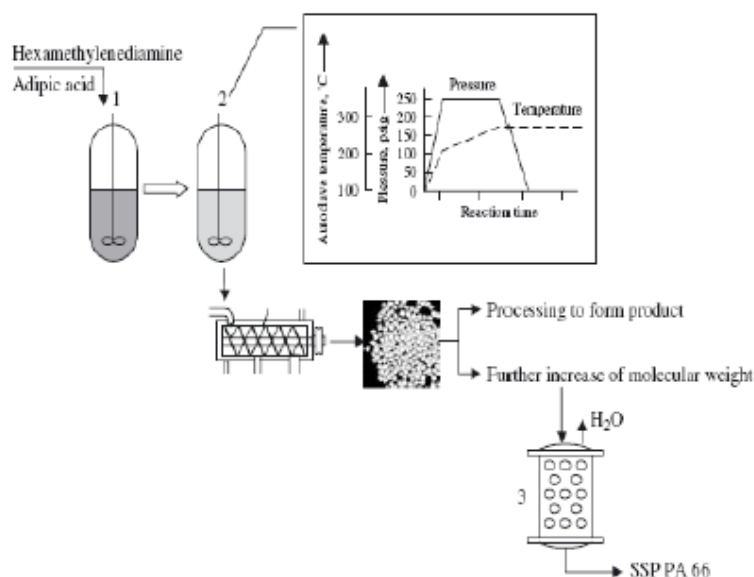 Hexamethylenediamine
Adipic acid
1
2
Autoclave temperature, °C
300
200
100
Pressure, psig
250
200
150
100
50
0
Pressure
Temperature
Reaction time
Processing to form product
Further increase of molecular weight
H₂O
3
SSP PA 66